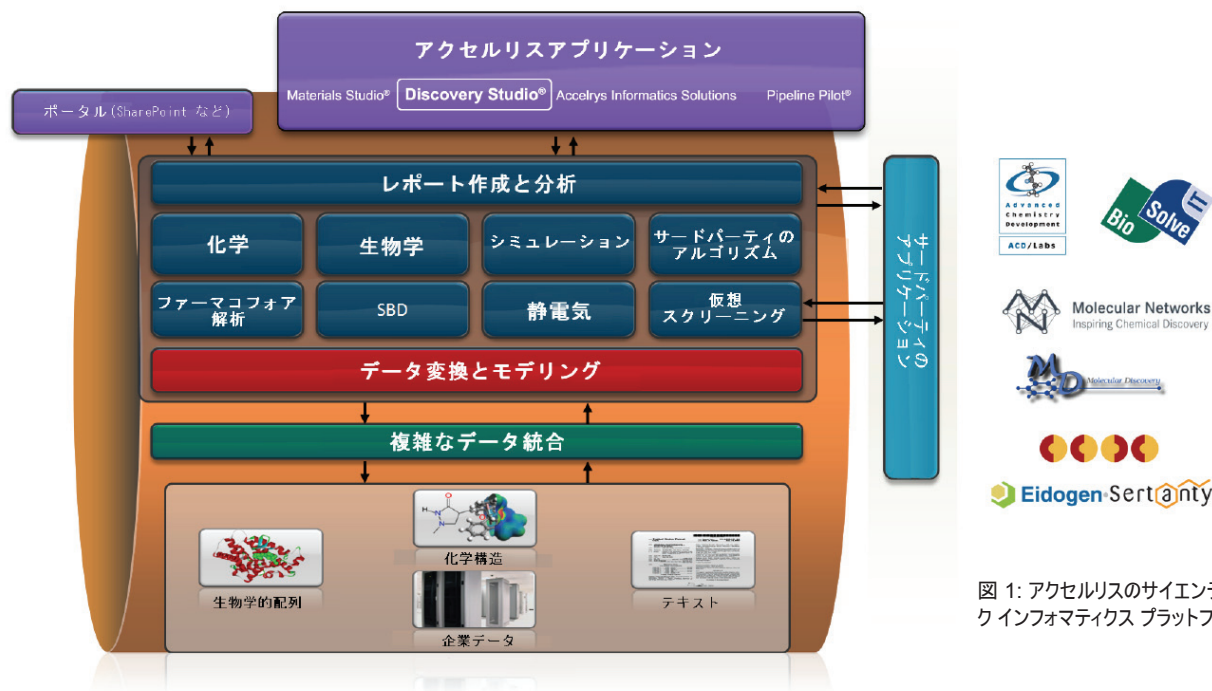 アクセルリスアプリケーション
Materials Studio® Discovery Studio® Accelrys Informatics Solutions Pipeline Pilot®
ポータル(SharePoint など)
レポート作成と分析
化学
生物学
シミュレーション
サードパーティの
アルゴリズム
ファーマコフォア
解析
SBD
静電気
仮想
スクリーニング
データ変換とモデリング
複雑なデータ統合
生物学的配列
化学構造
企業データ
テキスト
サードパーティの
アプリケーション
Advanced
Chemistry
Development
ACD/Labs
Bio
Solve
IT
MN
Molecular Networks
Inspiring Chemical Discovery
MD
Molecular Discovery
Eidogen-Sertanty
図 1: アクセルリスのサイエンテ
ク インフォマティクス プラットフ